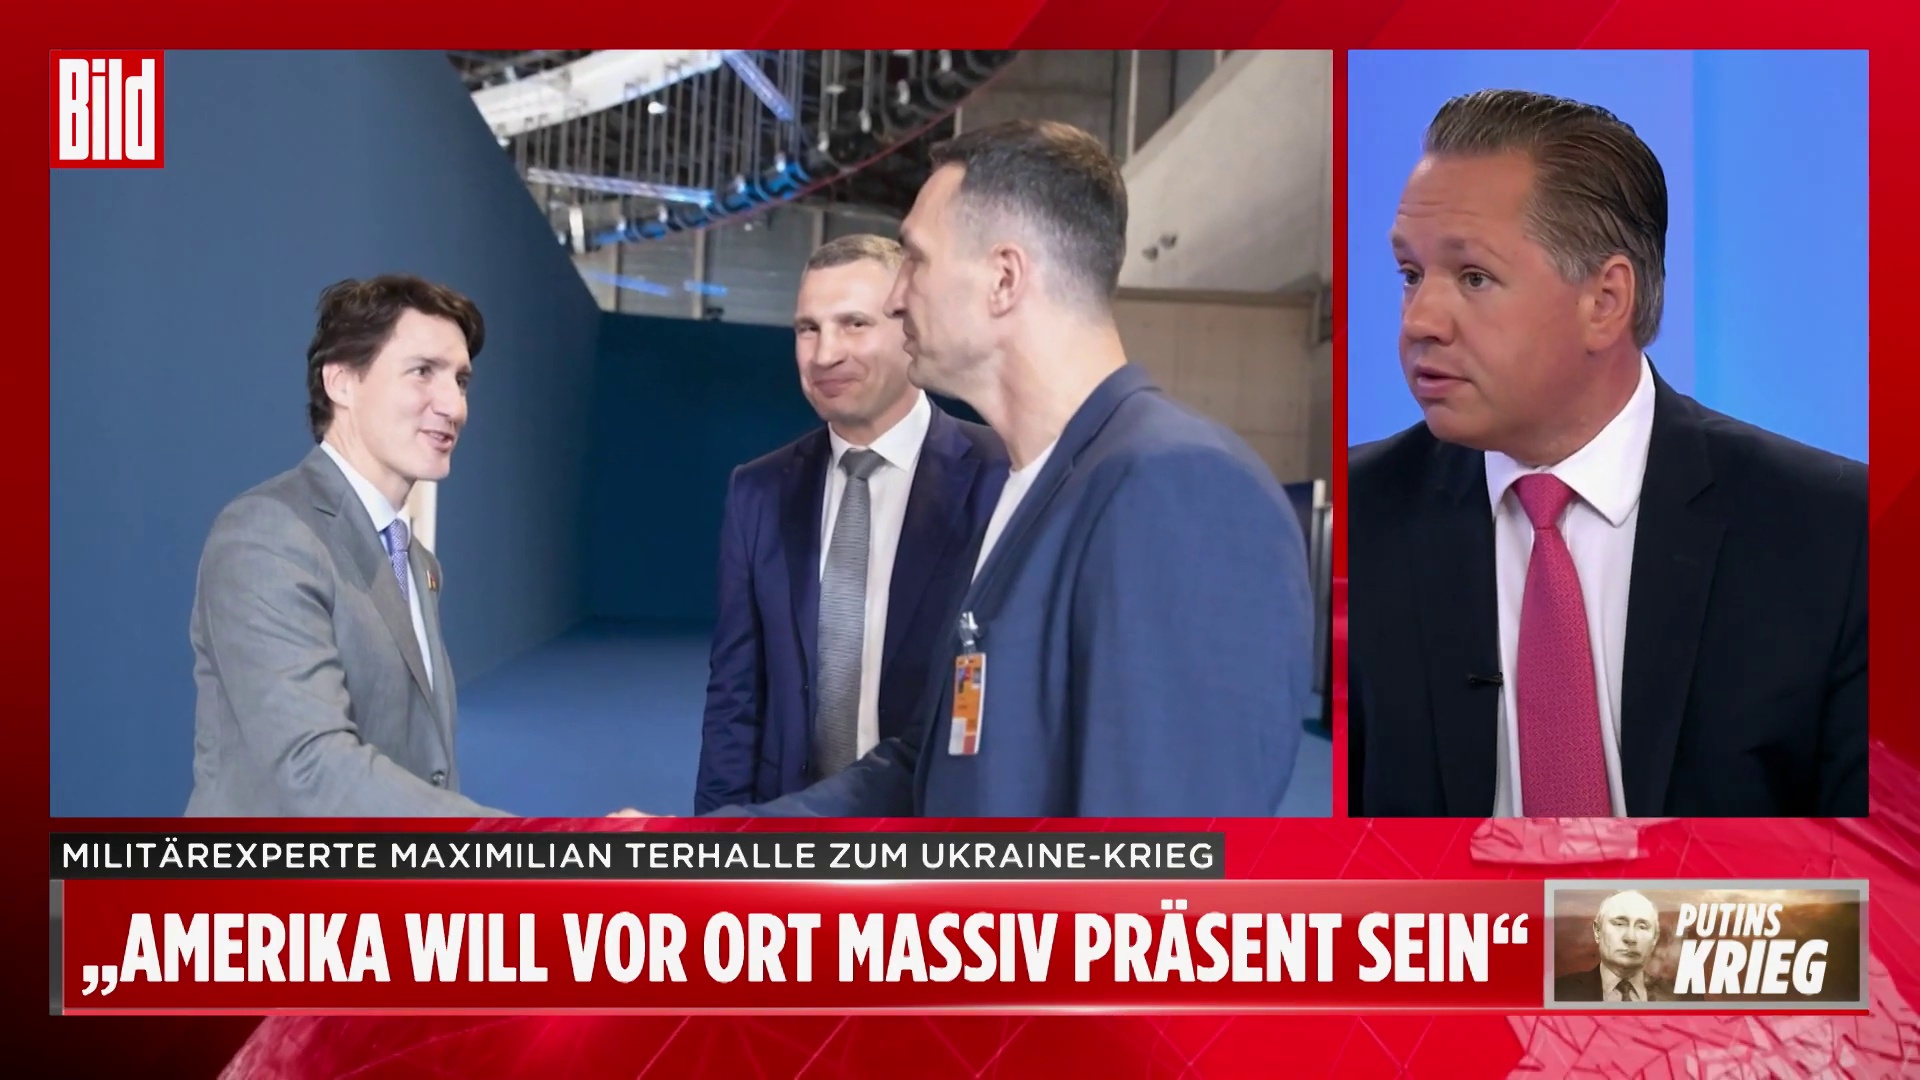 Bild
MILITÄREXPERTE MAXIMILIAN TERHALLE ZUM UKRAINE-KRIEG
„AMERIKA WILL VOR ORT MASSIV PRÄSENT SEIN“
PUTINS
KRIEG